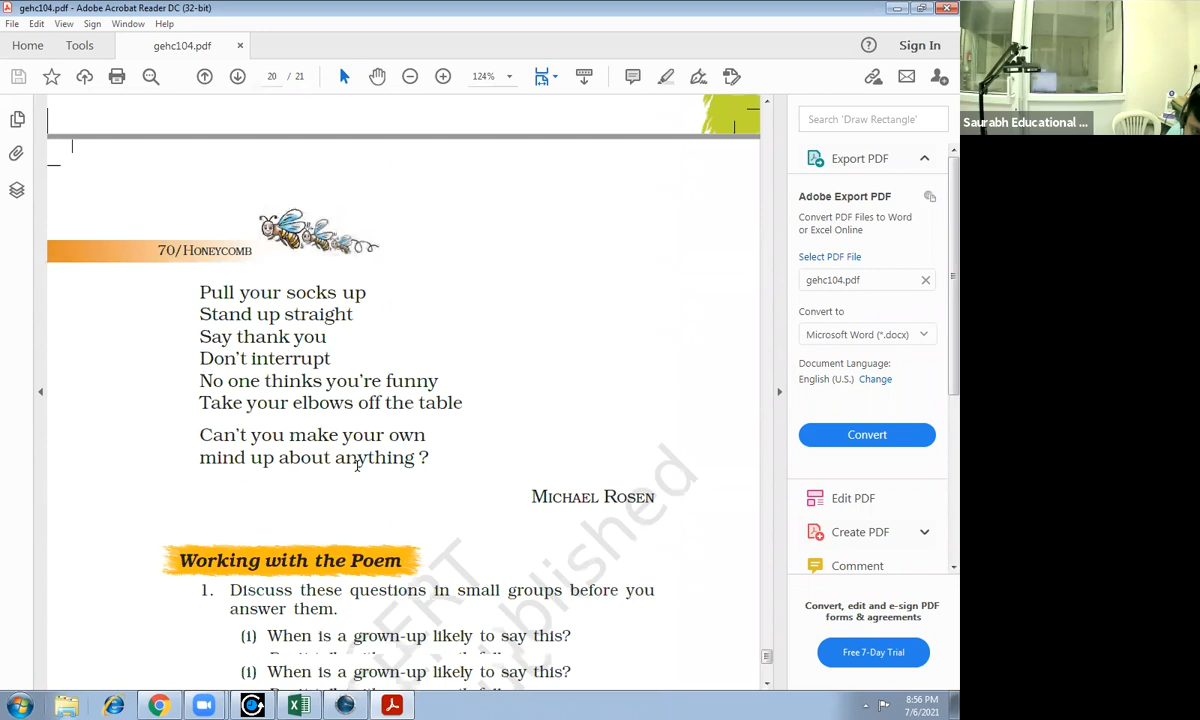 gehc104.pdf - Adobe Acrobat Reader DC (32-bit)
File Edit View Sign Window Help
Home Tools gehc104.pdf × Sign In
20 / 21 124%
Saurabh Educational ...
Search 'Draw Rectangle'
Export PDF
Adobe Export PDF
Convert PDF Files to Word
or Excel Online
Select PDF File
gehc104.pdf
Convert to
Microsoft Word (*.docx)
Document Language:
English (U.S.) Change
Convert
Edit PDF
Create PDF
Comment
Convert, edit and e-sign PDF
forms & agreements
Free 7-Day Trial
70/HONEYCOMB
Pull your socks up
Stand up straight
Say thank you
Don't interrupt
No one thinks you're funny
Take your elbows off the table
Can't you make your own
mind up about anything ?
MICHAEL ROSEN
Working with the Poem
1. Discuss these questions in small groups before you
answer them.
(i) When is a grown-up likely to say this?
(i) When is a grown-up likely to say this?
8:56 PM
7/6/2021